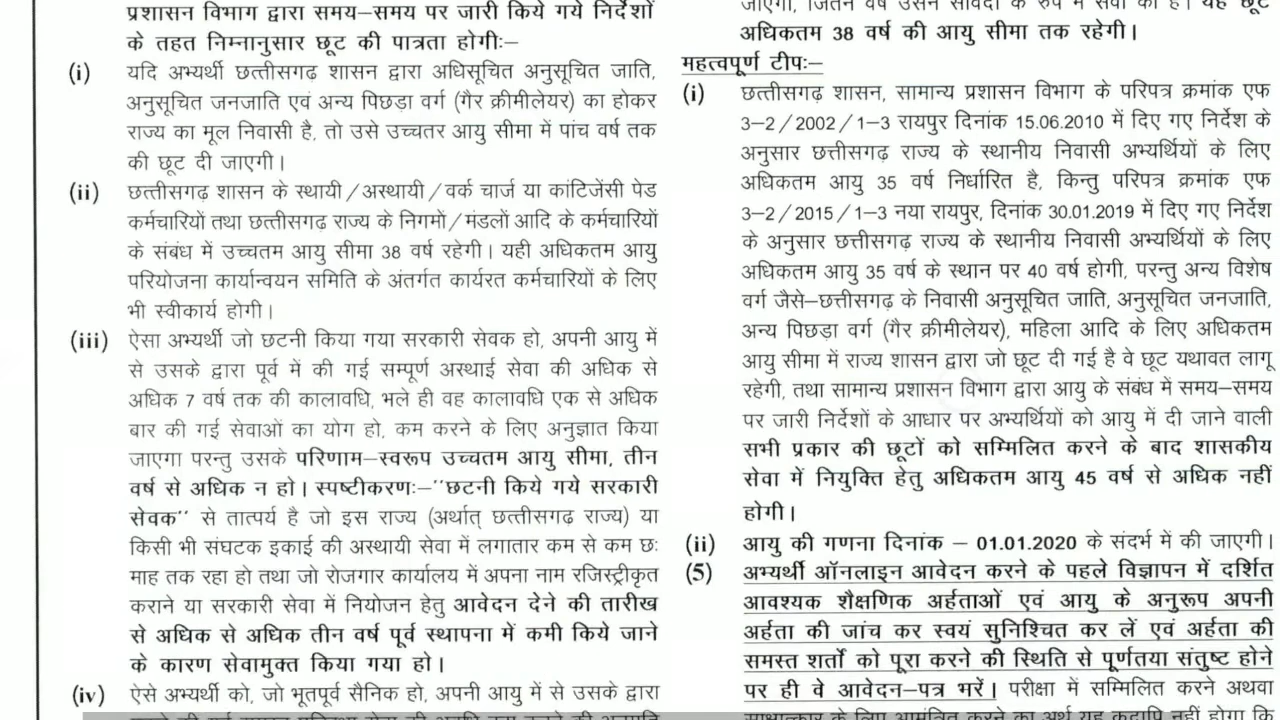 प्रशासन विभाग द्वारा समय–समय पर जारी किये गये निर्देशों
के तहत निम्नानुसार छूट की पात्रता होगीः–
(i) यदि अभ्यर्थी छत्तीसगढ शासन द्वारा अधिसूचित अनुसूचित जाति,
अनुसूचित जनजाति एवं अन्य पिछड़ा वर्ग (गैर क्रीमीलेयर) का होकर
राज्य का मूल निवासी है, तो उसे उच्चतर आयु सीमा में पांच वर्ष तक
की छूट दी जाएगी।
(ii) छत्तीसगढ़ शासन के स्थायी/अस्थायी/वर्क चार्ज या कांटिजेंसी पेड
कर्मचारियों तथा छत्तीसगढ़ राज्य के निगमों/मंडलों आदि के कर्मचारियों
के संबंध में उच्चतम आयु सीमा 38 वर्ष रहेगी। यही अधिकतम आयु
परियोजना कार्यान्वयन समिति के अंतर्गत कार्यरत कर्मचारियों के लिए
भी स्वीकार्य होगी।
(iii) ऐसा अभ्यर्थी जो छटनी किया गया सरकारी सेवक हो, अपनी आयु में
से उसके द्वारा पूर्व में की गई सम्पूर्ण अस्थाई सेवा की अधिक से
अधिक 7 वर्ष तक की कालावधि, भले ही वह कालावधि एक से अधिक
बार की गई सेवाओं का योग हो, कम करने के लिए अनुज्ञात किया
जाएगा परन्तु उसके परिणाम–स्वरूप उच्चतम आयु सीमा, तीन
वर्ष से अधिक न हो। स्पष्टीकरणः–''छटनी किये गये सरकारी
सेवक'' से तात्पर्य है जो इस राज्य (अर्थात् छत्तीसगढ राज्य) या
किसी भी संघटक इकाई की अस्थायी सेवा में लगातार कम से कम छः
माह तक रहा हो तथा जो रोजगार कार्यालय में अपना नाम रजिस्ट्रीकृत
कराने या सरकारी सेवा में नियोजन हेतु आवेदन देने की तारीख
से अधिक से अधिक तीन वर्ष पूर्व स्थापना में कमी किये जाने
के कारण सेवामुक्त किया गया हो।
(iv) ऐसे अभ्यर्थी को, जो भूतपूर्व सैनिक हो, अपनी आयु में से उसके द्वारा
जाएगी, जितने वर्ष उसने संविदा के रुप में सेवा की है। यह छूट
अधिकतम 38 वर्ष की आयु सीमा तक रहेगी।
महत्वपूर्ण टीपः–
(i) छत्तीसगढ़ शासन, सामान्य प्रशासन विभाग के परिपत्र क्रमांक एफ
3–2/2002/1–3 रायपुर दिनांक 15.06.2010 में दिए गए निर्देश के
अनुसार छत्तीसगढ़ राज्य के स्थानीय निवासी अभ्यर्थियों के लिए
अधिकतम आयु 35 वर्ष निर्धारित है, किन्तु परिपत्र क्रमांक एफ
3–2/2015/1–3 नया रायपुर, दिनांक 30.01.2019 में दिए गए निर्देश
के अनुसार छत्तीसगढ़ राज्य के स्थानीय निवासी अभ्यर्थियों के लिए
अधिकतम आयु 35 वर्ष के स्थान पर 40 वर्ष होगी, परन्तु अन्य विशेष
वर्ग जैसे–छत्तीसगढ़ के निवासी अनुसूचित जाति, अनुसूचित जनजाति,
अन्य पिछड़ा वर्ग (गैर क्रीमीलेयर), महिला आदि के लिए अधिकतम
आयु सीमा में राज्य शासन द्वारा जो छूट दी गई है वे छूट यथावत लागू
रहेगी, तथा सामान्य प्रशासन विभाग द्वारा आयु के संबंध में समय–समय
पर जारी निर्देशों के आधार पर अभ्यर्थियों को आयु में दी जाने वाली
सभी प्रकार की छूटों को सम्मिलित करने के बाद शासकीय
सेवा में नियुक्ति हेतु अधिकतम आयु 45 वर्ष से अधिक नहीं
होगी।
(ii) आयु की गणना दिनांक – 01.01.2020 के संदर्भ में की जाएगी।
(5) अभ्यर्थी ऑनलाइन आवेदन करने के पहले विज्ञापन में दर्शित
आवश्यक शैक्षणिक अर्हताओं एवं आयु के अनुरूप अपनी
अर्हता की जांच कर स्वयं सुनिश्चित कर लें एवं अर्हता की
समस्त शर्तों को पूरा करने की स्थिति से पूर्णतया संतुष्ट होने
पर ही वे आवेदन–पत्र भरें। परीक्षा में सम्मिलित करने अथवा
साक्षात्कार के लिए आमंत्रित करने का अर्थ यह कदापि नहीं होगा कि